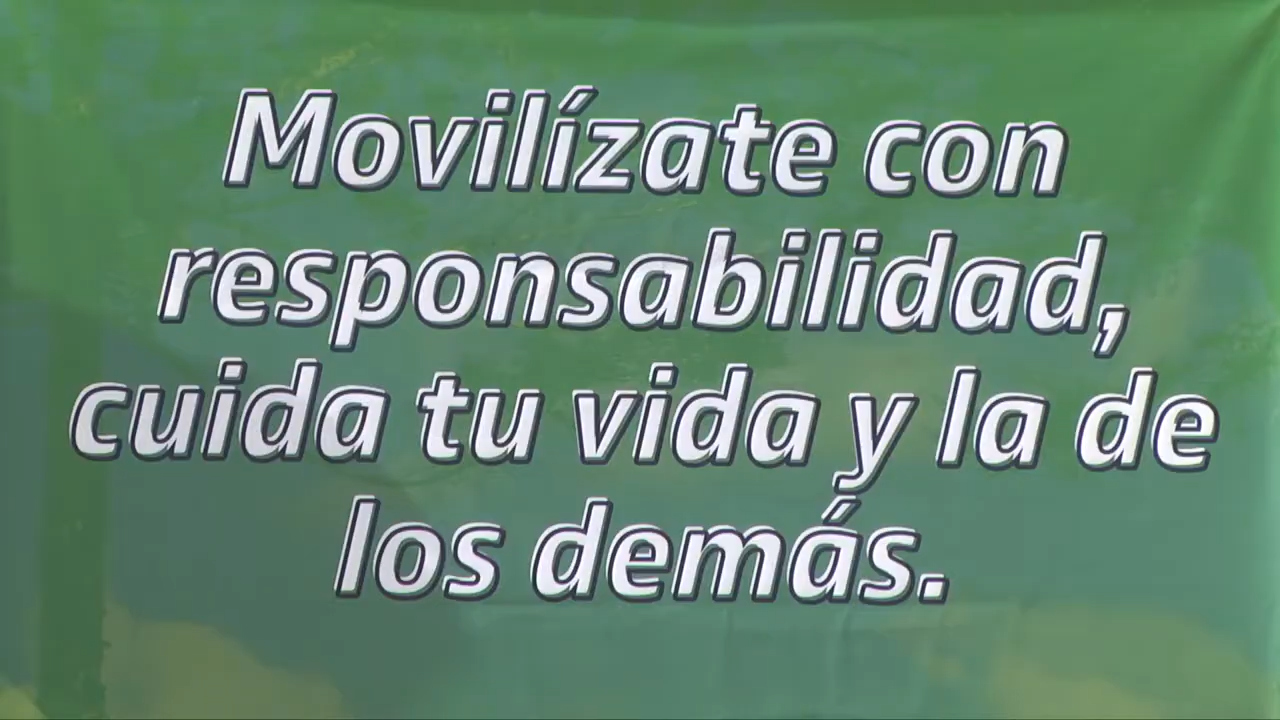 Movilízate con
responsabilidad,
cuida tu vida y la de
los demás.